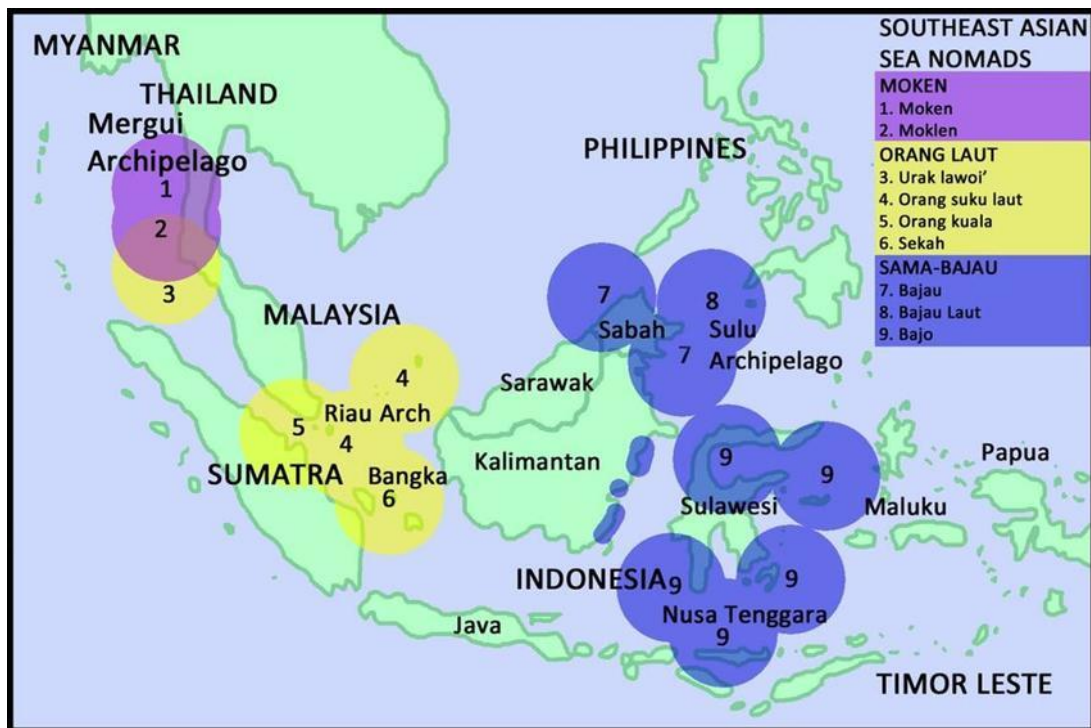 MYANMAR
THAILAND
Mergui
Archipelago
1
2
3
MALAYSIA
4
Riau Arch
5
4
SUMATRA
Bangka
6
PHILIPPINES
7
8
Sabah
Sulu
7
Archipelago
Sarawak
Kalimantan
9
9
Sulawesi
Maluku
Papua
INDONESIA
9
9
Nusa Tenggara
9
Java
TIMOR LESTE
SOUTHEAST ASIAN
SEA NOMADS
MOKEN
1. Moken
2. Moklen
ORANG LAUT
3. Urak lawoi'
4. Orang suku laut
5. Orang kuala
6. Sekah
SAMA-BAJAU
7. Bajau
8. Bajau Laut
9. Bajo